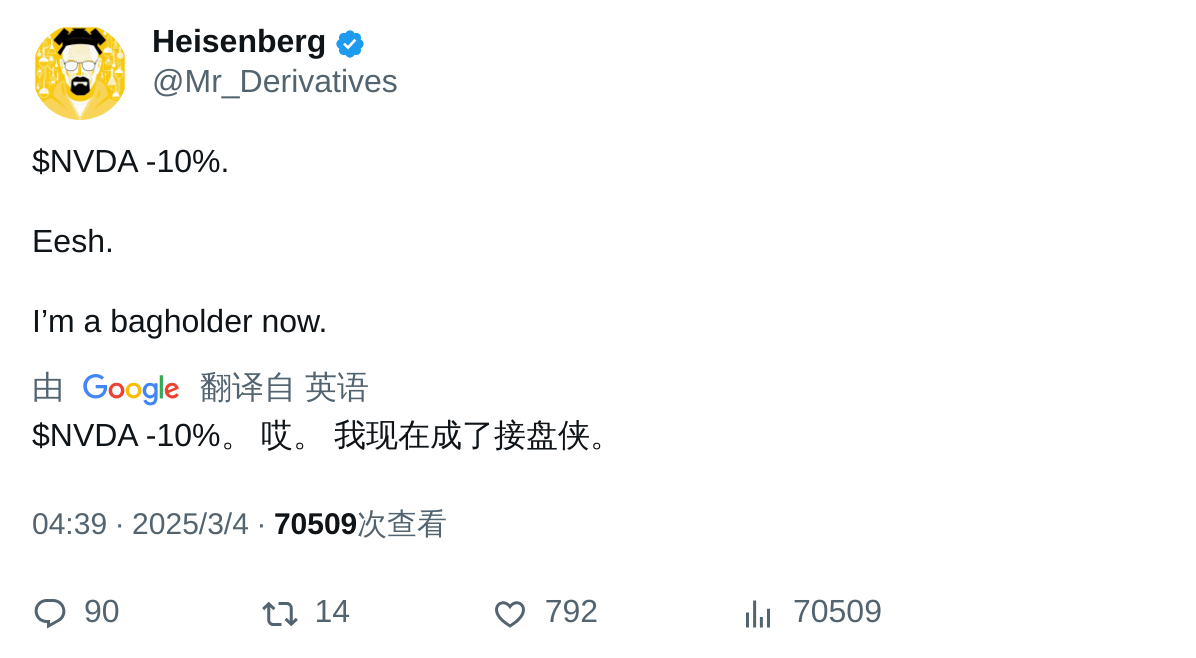 Heisenberg
@Mr_Derivatives
$NVDA -10%.
Eesh.
I’m a bagholder now.
由 Google 翻译自 英语
$NVDA -10%。 哎。 我现在成了接盘侠。
04:39 · 2025/3/4 · 70509次查看
90 14 792 70509